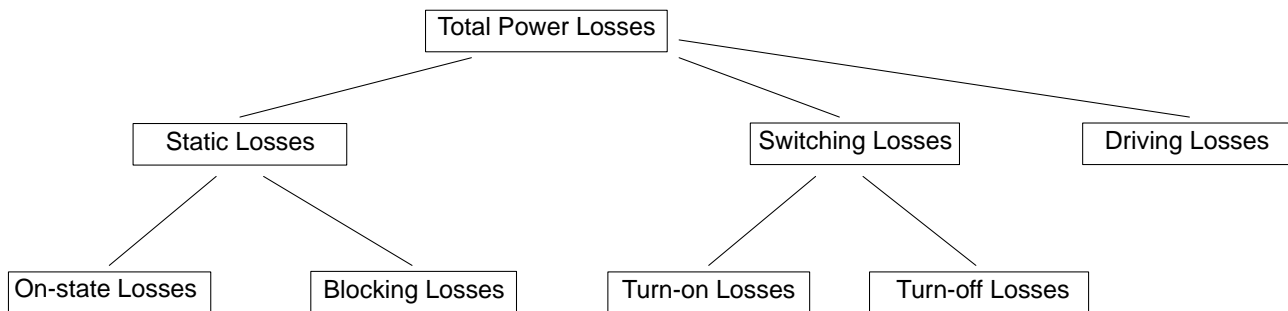 Total Power Losses
Static Losses
Switching Losses
Driving Losses
On-state Losses
Blocking Losses
Turn-on Losses
Turn-off Losses